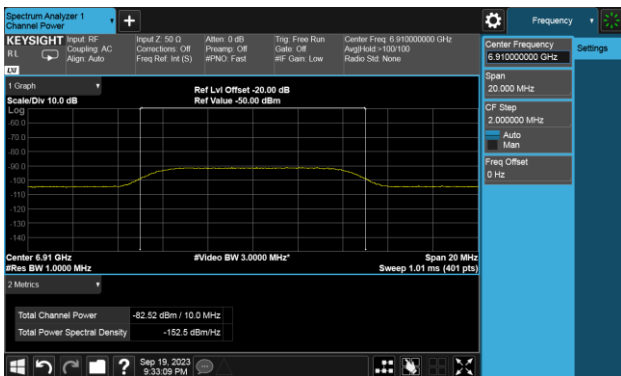 Spectrum Analyzer 1
Channel Power
Frequency
KEYSIGHT
RL
LXI
Input: RF
Coupling: AC
Align: Auto
Input Z: 50 Ω
Corrections: Off
Freq Ref: Int (S)
Atten: 0 dB
Preamp: Off
#PNO: Fast
Trig: Free Run
Gate: Off
#IF Gain: Low
Center Freq: 6.910000000 GHz
Avg|Hold:>100/100
Radio Std: None
Center Frequency
6.910000000 GHz
Settings
Span
20.000 MHz
CF Step
2.000000 MHz
Auto
Man
Freq Offset
0 Hz
1 Graph
Scale/Div 10.0 dB
Ref Lvl Offset -20.00 dB
Ref Value -50.00 dBm
Log
-60.0
-70.0
-80.0
-90.0
-100
-110
-120
-130
-140
Center 6.91 GHz
#Res BW 1.0000 MHz
#Video BW 3.0000 MHz*
Span 20 MHz
Sweep 1.01 ms (401 pts)
2 Metrics
Total Channel Power -82.52 dBm / 10.0 MHz
Total Power Spectral Density -152.5 dBm/Hz
Sep 19, 2023
9:33:09 PM